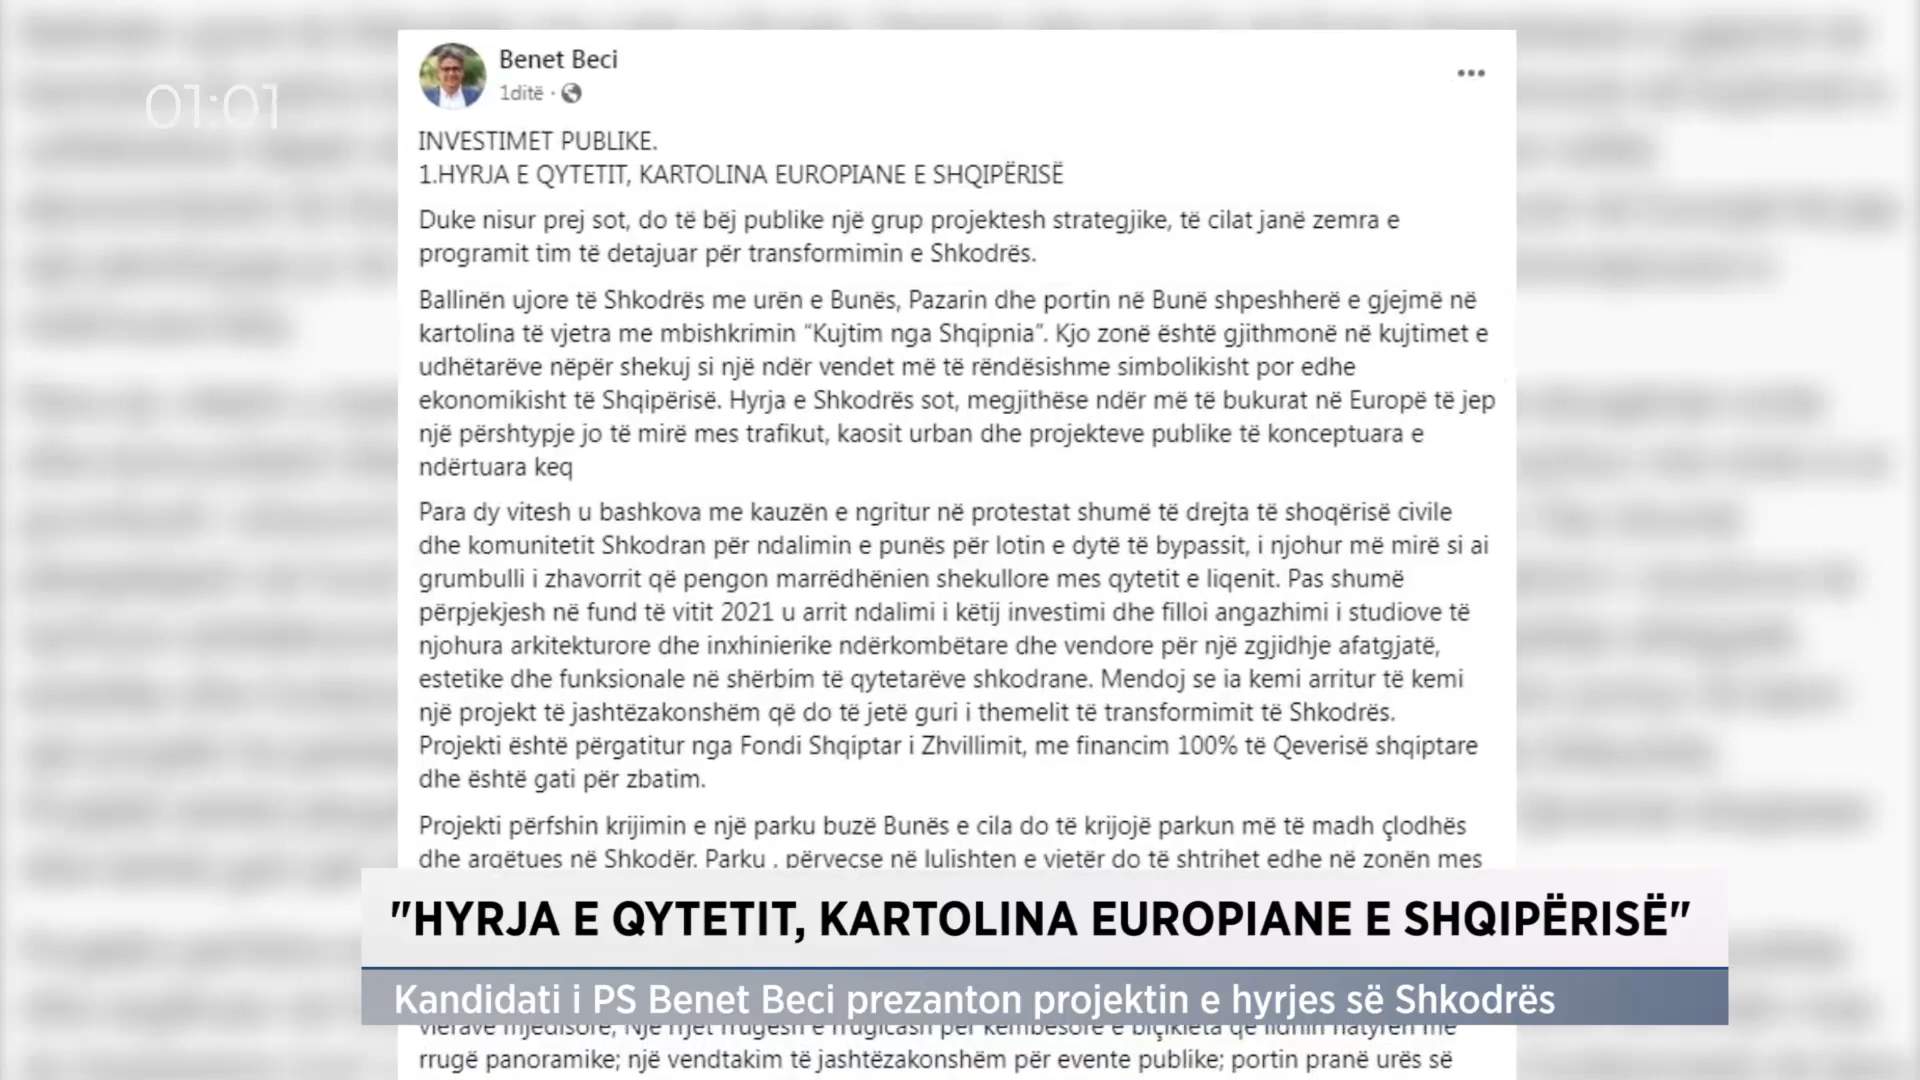 01:01
Benet Beci
1ditë ·
INVESTIMET PUBLIKE.
1.HYRJA E QYTETIT, KARTOLINA EUROPIANE E SHQIPËRISË
Duke nisur prej sot, do të bëj publike një grup projektesh strategjike, të cilat janë zemra e
programit tim të detajuar për transformimin e Shkodrës.
Ballinën ujore të Shkodrës me urën e Bunës, Pazarin dhe portin në Bunë shpeshherë e gjejmë në
kartolina të vjetra me mbishkrimin “Kujtim nga Shqipnia”. Kjo zonë është gjithmonë në kujtimet e
udhëtarëve nëpër shekuj si një ndër vendet më të rëndësishme simbolikisht por edhe
ekonomikisht të Shqipërisë. Hyrja e Shkodrës sot, megjithëse ndër më të bukurat në Europë të jep
një përshtypje jo të mirë mes trafikut, kaosit urban dhe projekteve publike të konceptuara e
ndërtuara keq
Para dy vitesh u bashkova me kauzën e ngritur në protestat shumë të drejta të shoqërisë civile
dhe komunitetit Shkodran për ndalimin e punës për lotin e dytë të bypassit, i njohur më mirë si ai
grumbulli i zhavorrit që pengon marrëdhënien shekullore mes qytetit e liqenit. Pas shumë
përpjekjesh në fund të vitit 2021 u arrit ndalimi i këtij investimi dhe filloi angazhimi i studiove të
njohura arkitekturore dhe inxhinierike ndërkombëtare dhe vendore për një zgjidhje afatgjatë,
estetike dhe funksionale në shërbim të qytetarëve shkodrane. Mendoj se ia kemi arritur të kemi
një projekt të jashtëzakonshëm që do të jetë guri i themelit të transformimit të Shkodrës.
Projekti është përgatitur nga Fondi Shqiptar i Zhvillimit, me financim 100% të Qeverisë shqiptare
dhe është gati për zbatim.
Projekti përfshin krijimin e një parku buzë Bunës e cila do të krijojë parkun më të madh çlodhës
dhe argëtues në Shkodër. Parku , përveçse në lulishten e vjetër do të shtrihet edhe në zonën mes
"HYRJA E QYTETIT, KARTOLINA EUROPIANE E SHQIPËRISË"
Kandidati i PS Benet Beci prezanton projektin e hyrjes së Shkodrës
rrugë panoramike; një vendtakim të jashtëzakonshëm për evente publike; portin pranë urës së